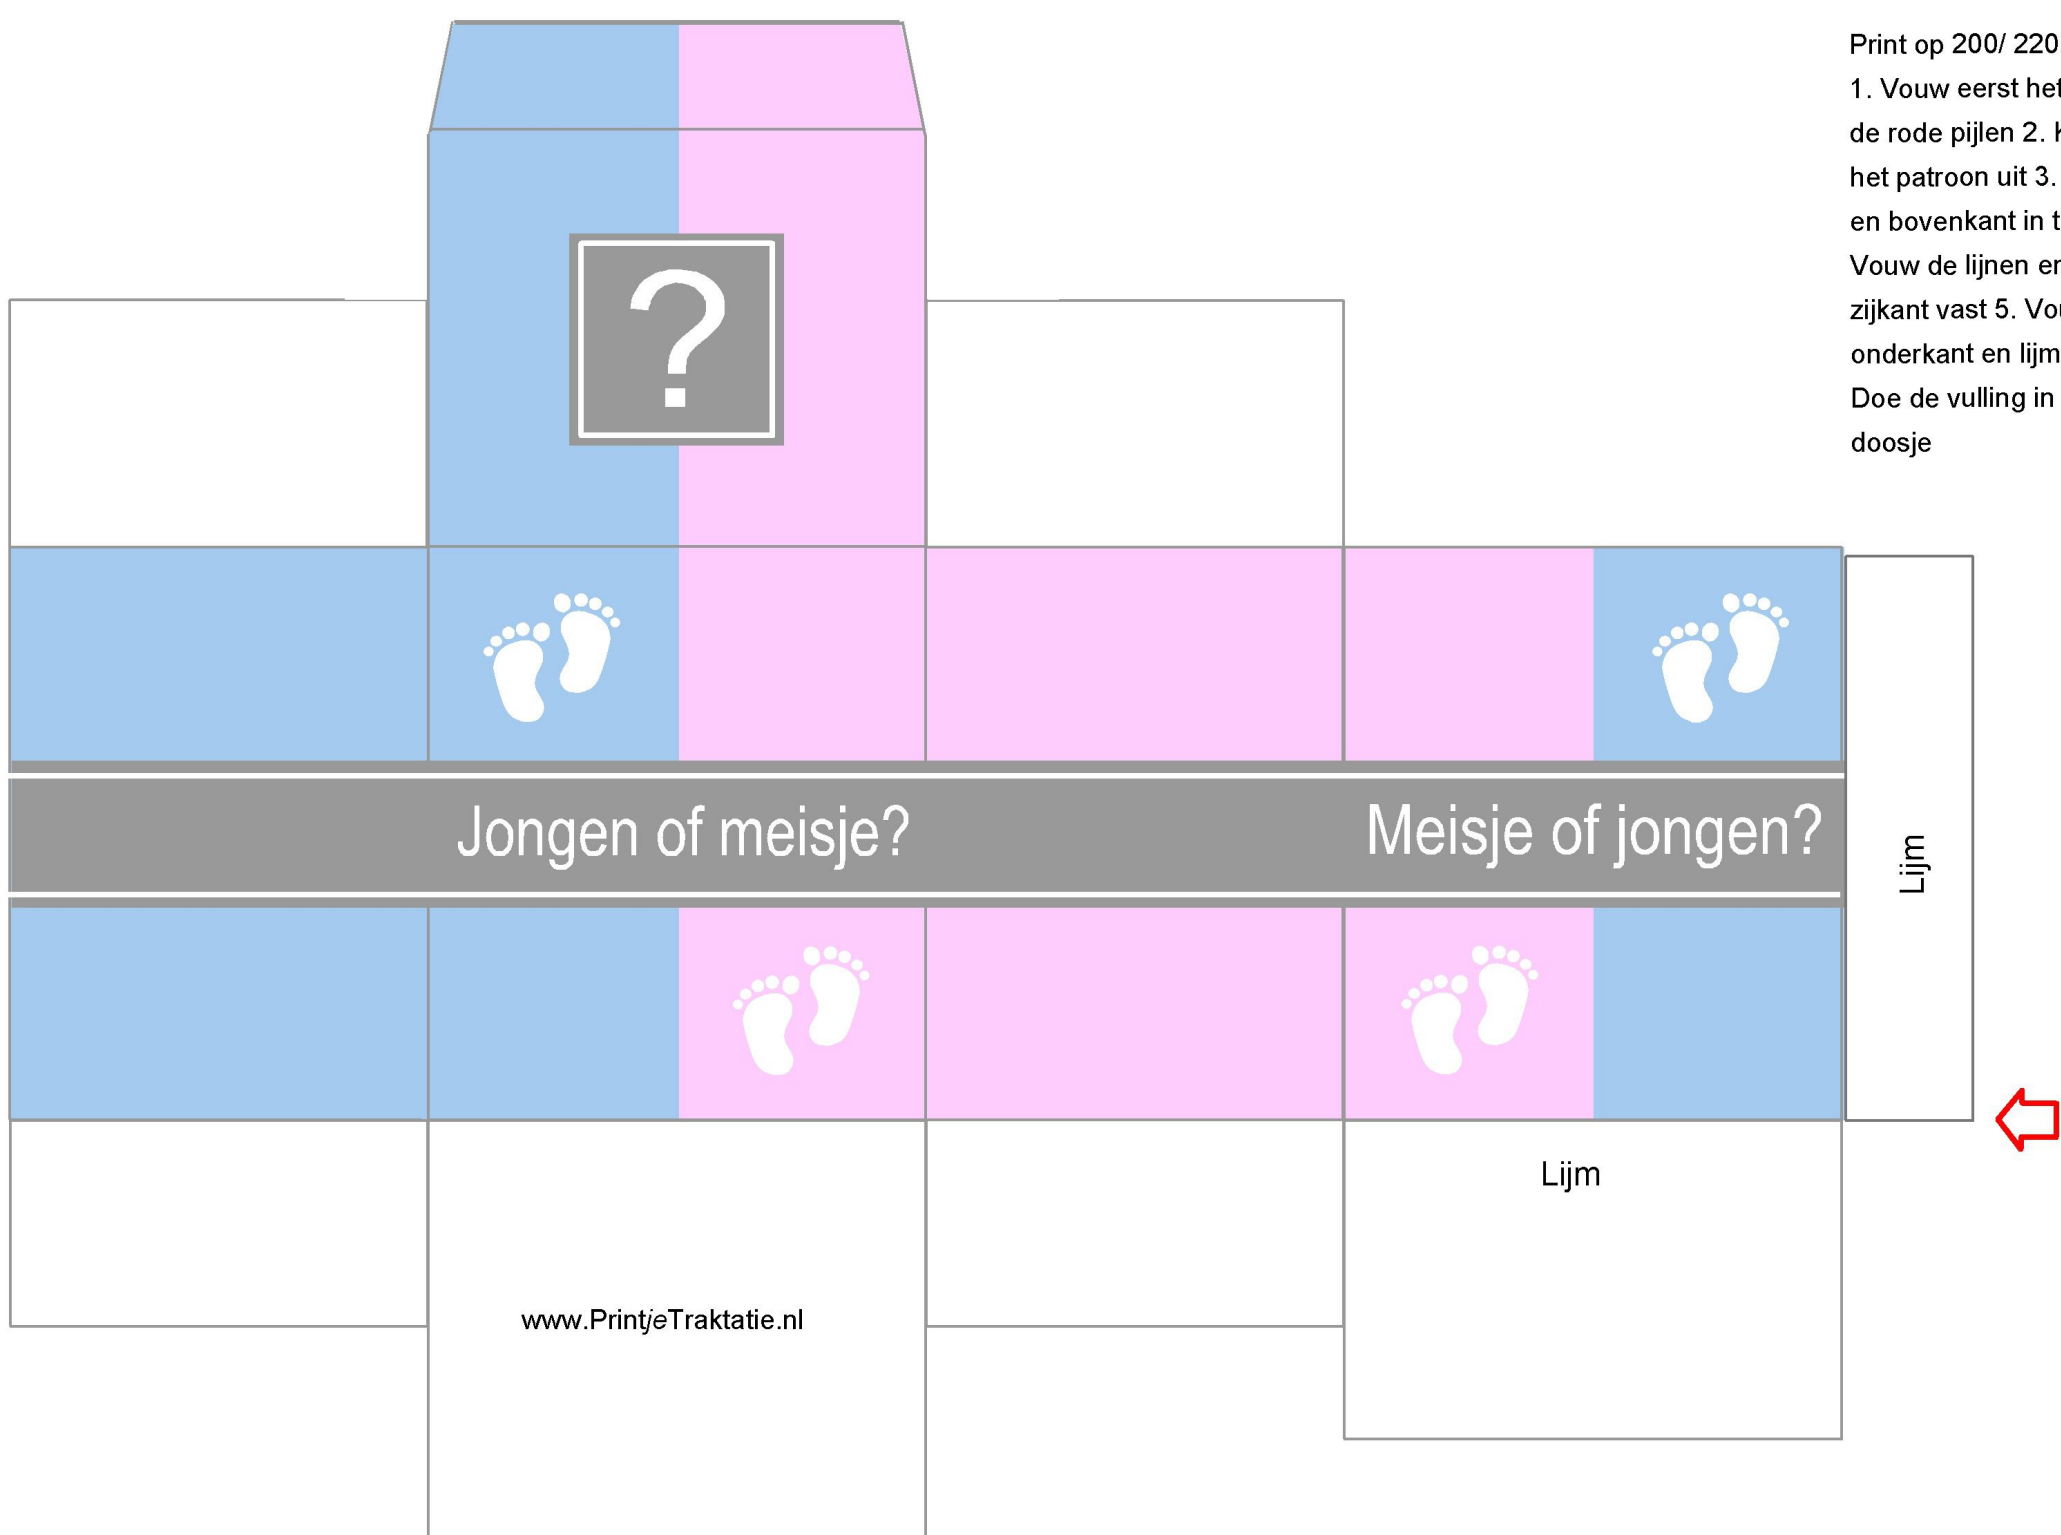 Print op 200/ 220
1. Vouw eerst het
de rode pijlen 2.
het patroon uit 3.
en bovenkant in
Vouw de lijnen
zijkant vast 5.
onderkant en lijm
Doe de vulling in
doosje
?
Jongen of meisje?
Meisje of jongen?
Lijm
Lijm
www.PrintjeTraktatie.nl